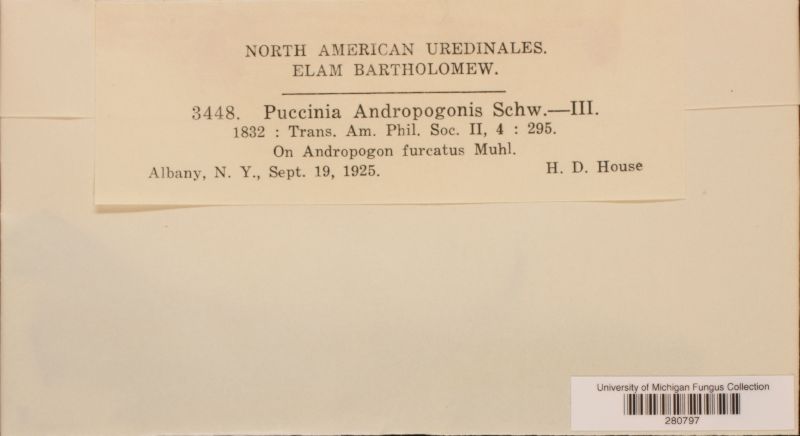 NORTH AMERICAN UREDINALES.
ELAM BARTHOLOMEW.
3448. Puccinia Andropogonis Schw.—III.
1832 : Trans. Am. Phil. Soc. II, 4 : 295.
On Andropogon furcatus Muhl.
Albany, N. Y., Sept. 19, 1925. H. D. House
University of Michigan Fungus Collection
280797